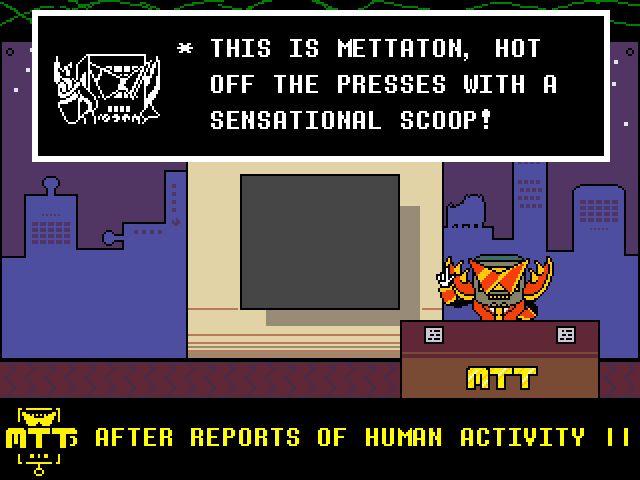 * THIS IS METTATON, HOT
OFF THE PRESSES WITH A
SENSATIONAL SCOOP!
MTT
MTT
AFTER REPORTS OF HUMAN ACTIVITY